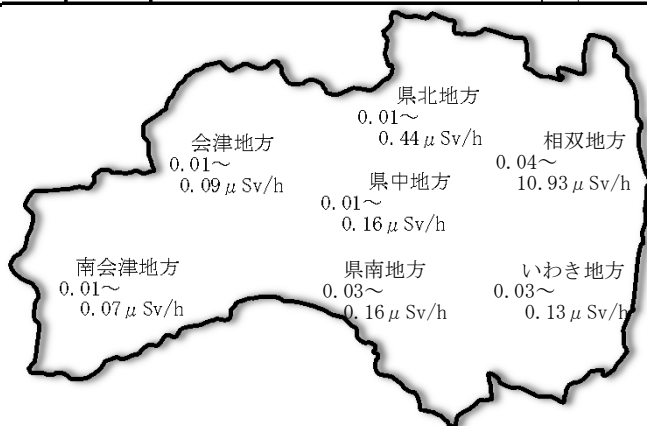 県北地方
0.01～
0.44μSv/h
会津地方
0.01～
0.09μSv/h
相双地方
0.04～
10.93μSv/h
県中地方
0.01～
0.16μSv/h
南会津地方
0.01～
0.07μSv/h
県南地方
0.03～
0.16μSv/h
いわき地方
0.03～
0.13μSv/h